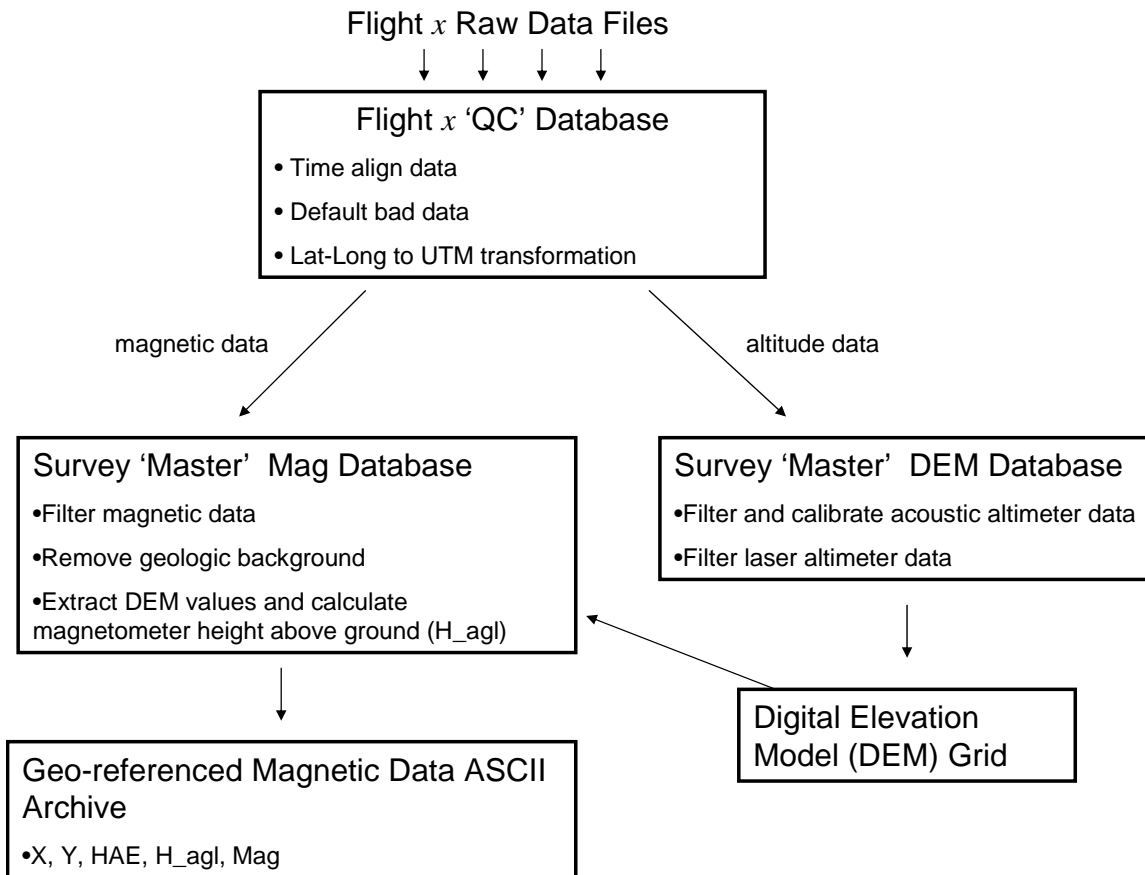 Flight x Raw Data Files
Flight x ‘QC’ Database
• Time align data
• Default bad data
• Lat-Long to UTM transformation
magnetic data
altitude data
Survey ‘Master’ Mag Database
•Filter magnetic data
•Remove geologic background
•Extract DEM values and calculate
magnetometer height above ground (H_agl)
Survey ‘Master’ DEM Database
•Filter and calibrate acoustic altimeter data
•Filter laser altimeter data
Digital Elevation
Model (DEM) Grid
Geo-referenced Magnetic Data ASCII
Archive
•X, Y, HAE, H_agl, Mag